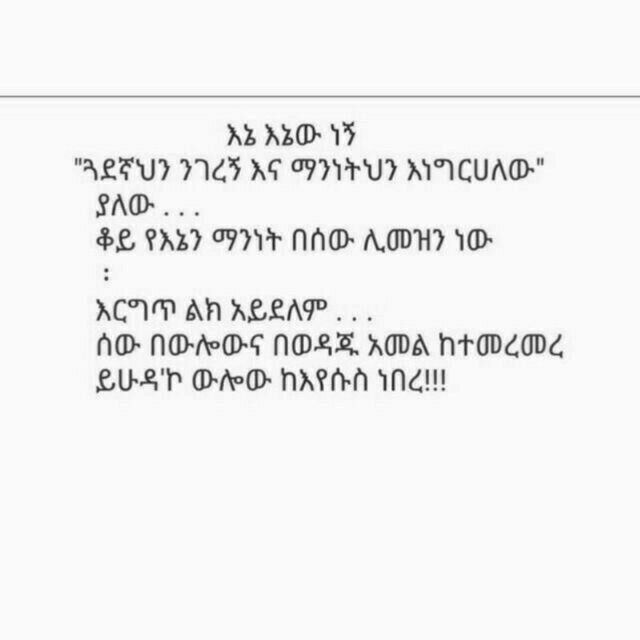 እኔ እኔው ነኝ
"ጓደኛህን ንገረኝ እና ማንነትህን እነግርሀለው"
ያለው . . .
ቆይ የእኔን ማንነት በሰው ሊመዝን ነው
፡
እርግጥ ልክ አይደለም . . .
ሰው በውሎውና በወዳጁ አመል ከተመረመረ
ይሁዳ'ኮ ውሎው ከእየሱስ ነበረ!!!